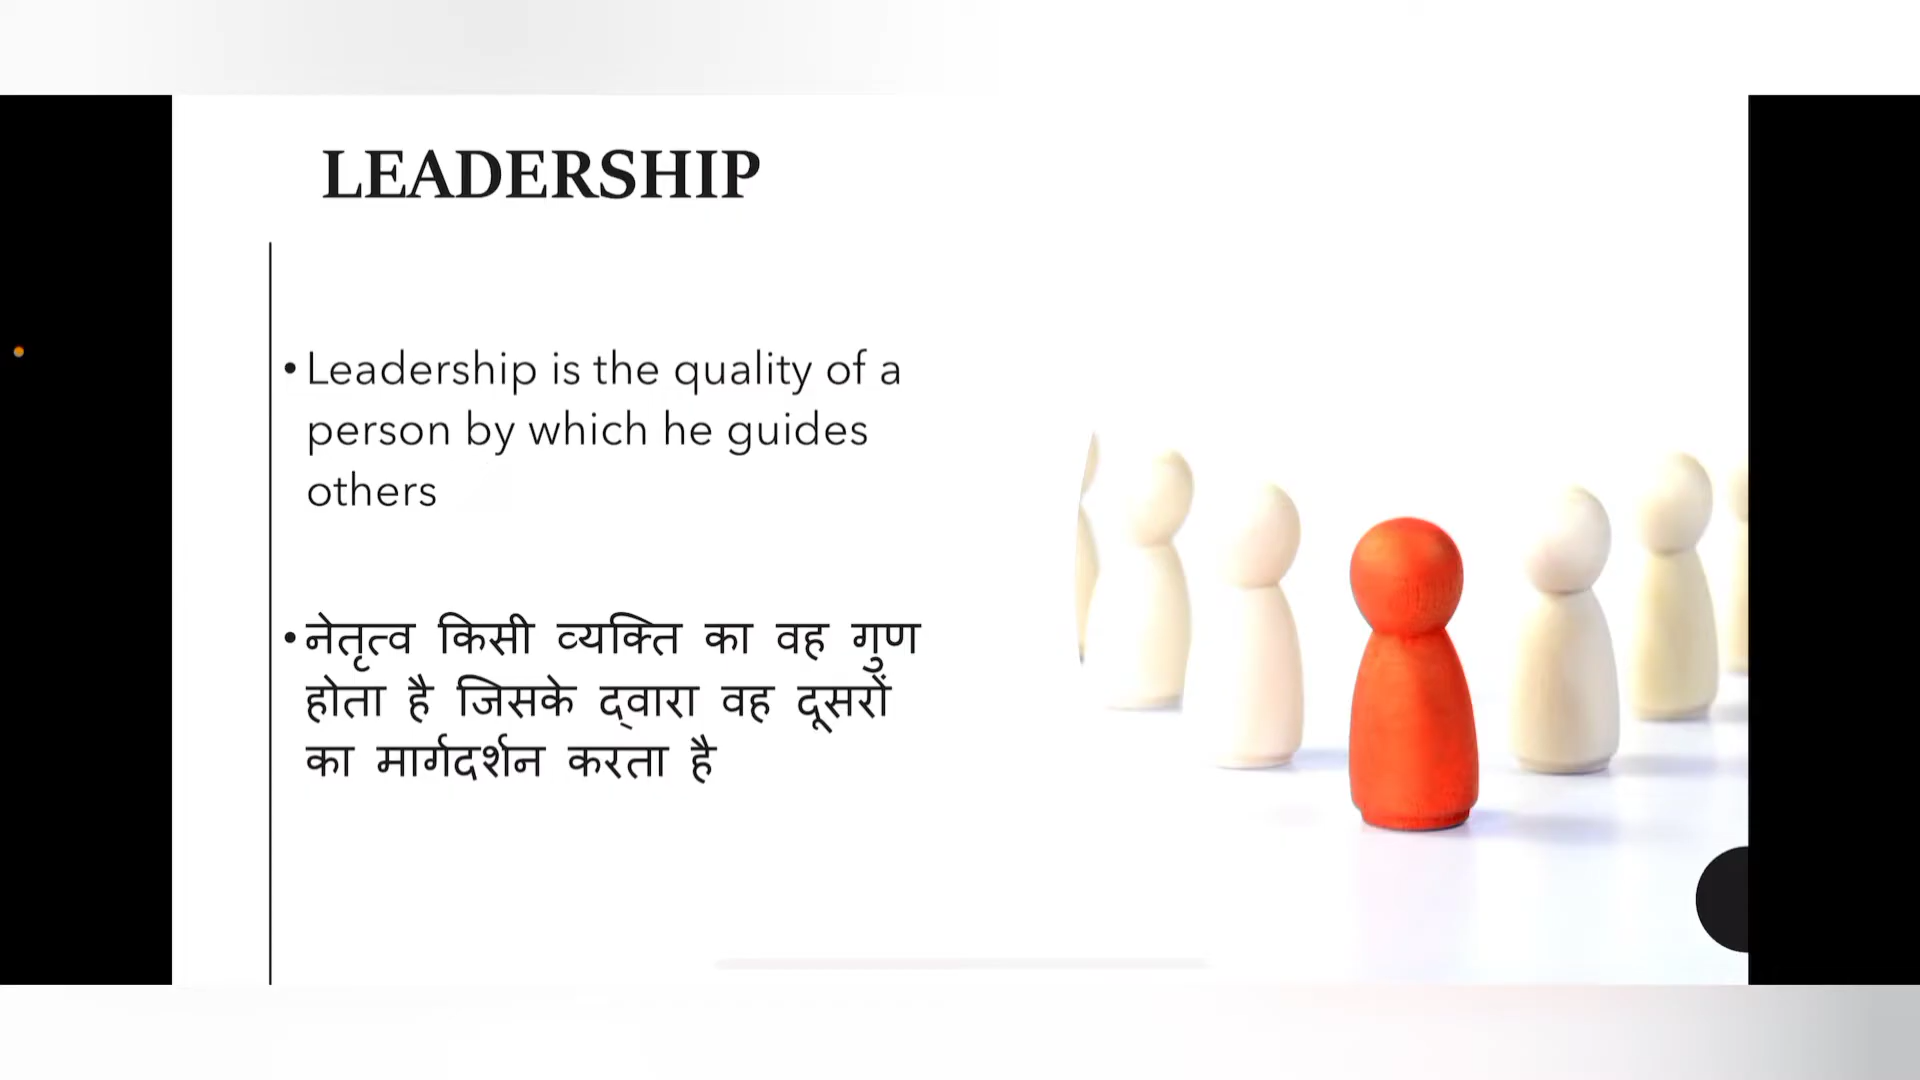 LEADERSHIP
• Leadership is the quality of a
person by which he guides
others
• नेतृत्व किसी व्यक्ति का वह गुण
होता है जिसके द्वारा वह दूसरों
का मार्गदर्शन करता है